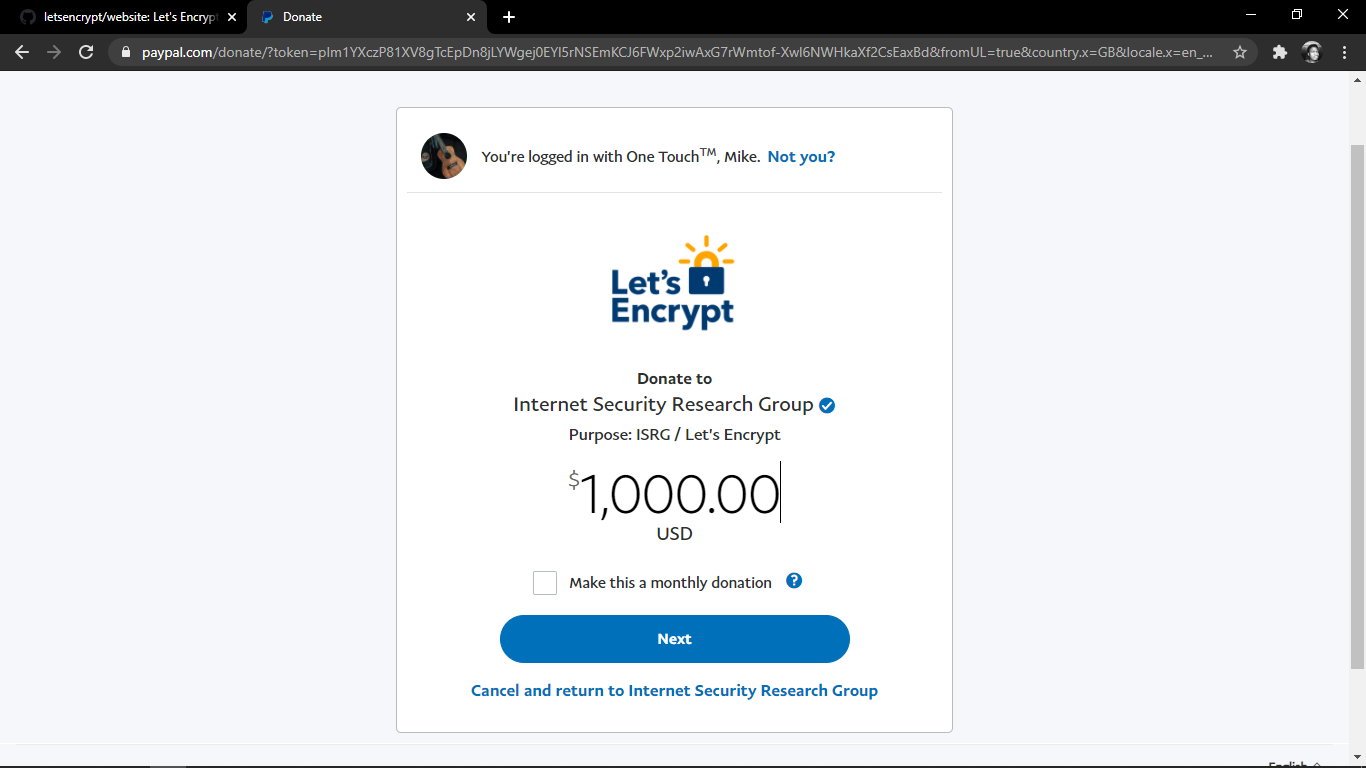 letsencrypt/website: Let's Encrypt
Donate
paypal.com/donate/?token=plm1YXczP81XV8gTcEpDn8jLYWgej0EYl5rNSEmKCJ6FWxp2iwAxG7rWmtof-Xwl6NWHkaXf2CsEaxBd&fromUL=true&country.x=GB&locale.x=en_...
You're logged in with One Touch™, Mike. Not you?
Let's
Encrypt
Donate to
Internet Security Research Group
Purpose: ISRG / Let's Encrypt
$1,000.00
USD
Make this a monthly donation ?
Next
Cancel and return to Internet Security Research Group
English